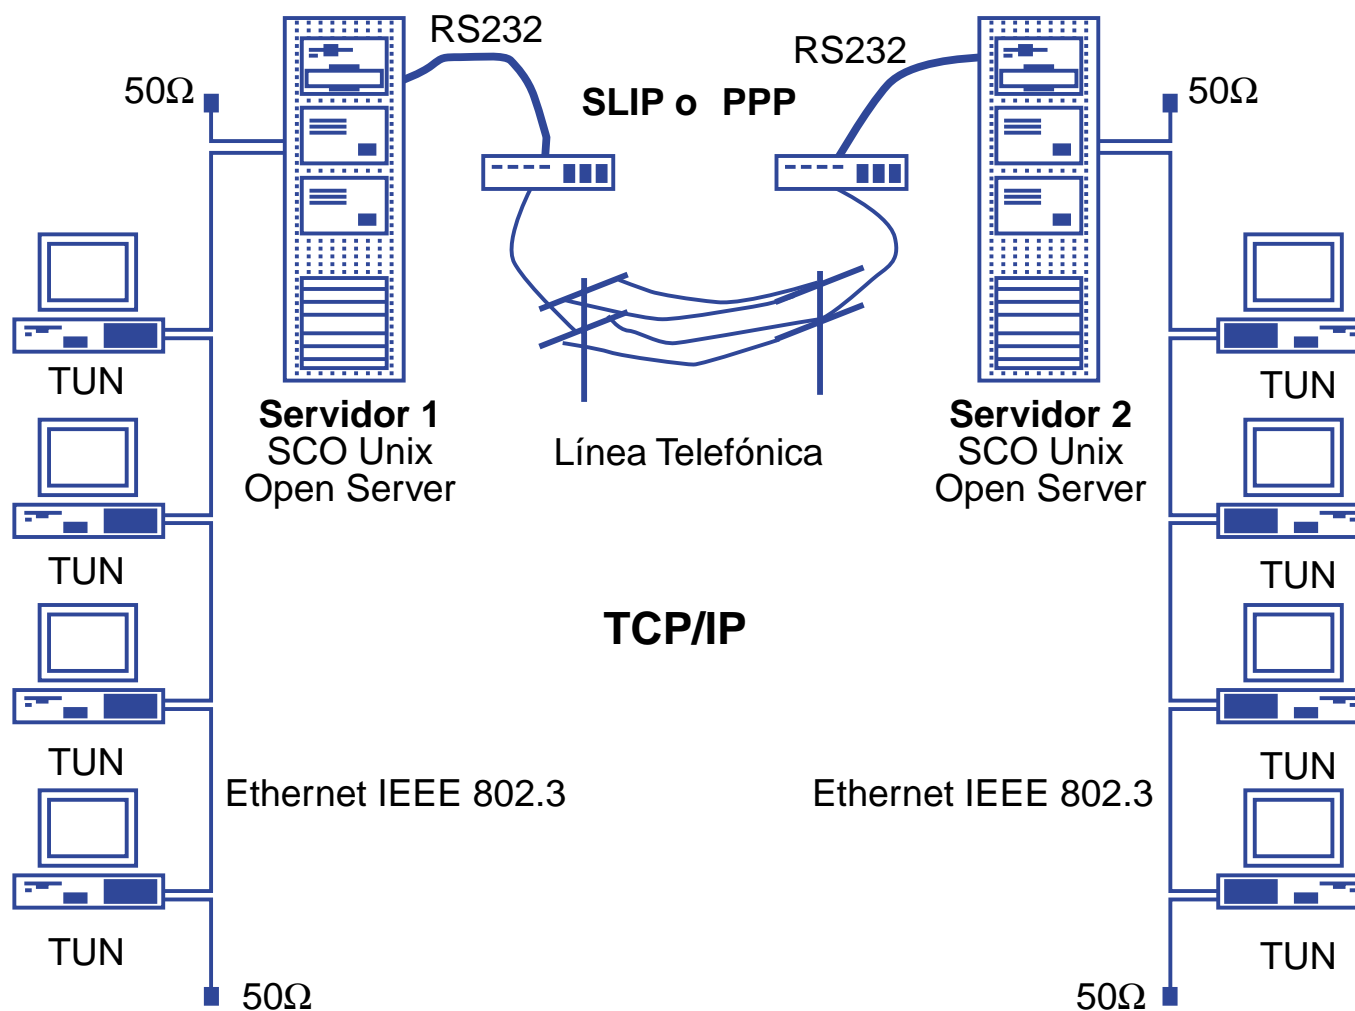 RS232
RS232
50Ω
SLIP o PPP
50Ω
TUN
Servidor 1
SCO Unix
Open Server
Línea Telefónica
Servidor 2
SCO Unix
Open Server
TUN
TUN
TUN
TCP/IP
TUN
TUN
Ethernet IEEE 802.3
Ethernet IEEE 802.3
TUN
TUN
50Ω
50Ω